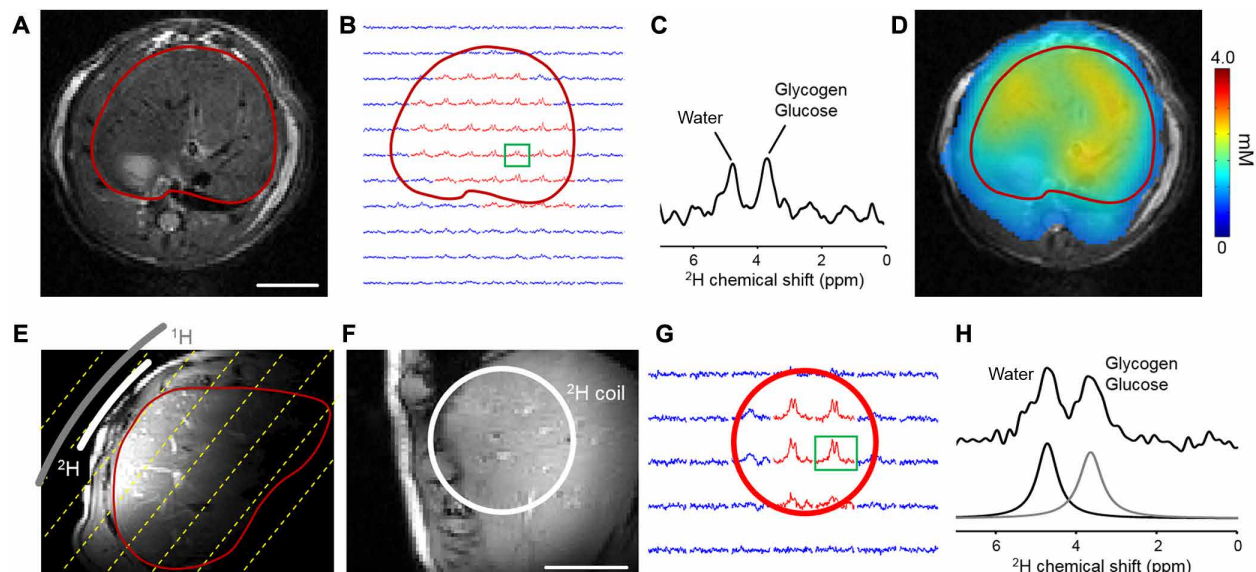 A
B
C
D
Water
Glycogen
Glucose
6
4
2
0
²H chemical shift (ppm)
4.0
mM
0
E
¹H
²H
F
²H coil
G
H
Water
Glycogen
Glucose
6
4
2
0
²H chemical shift (ppm)